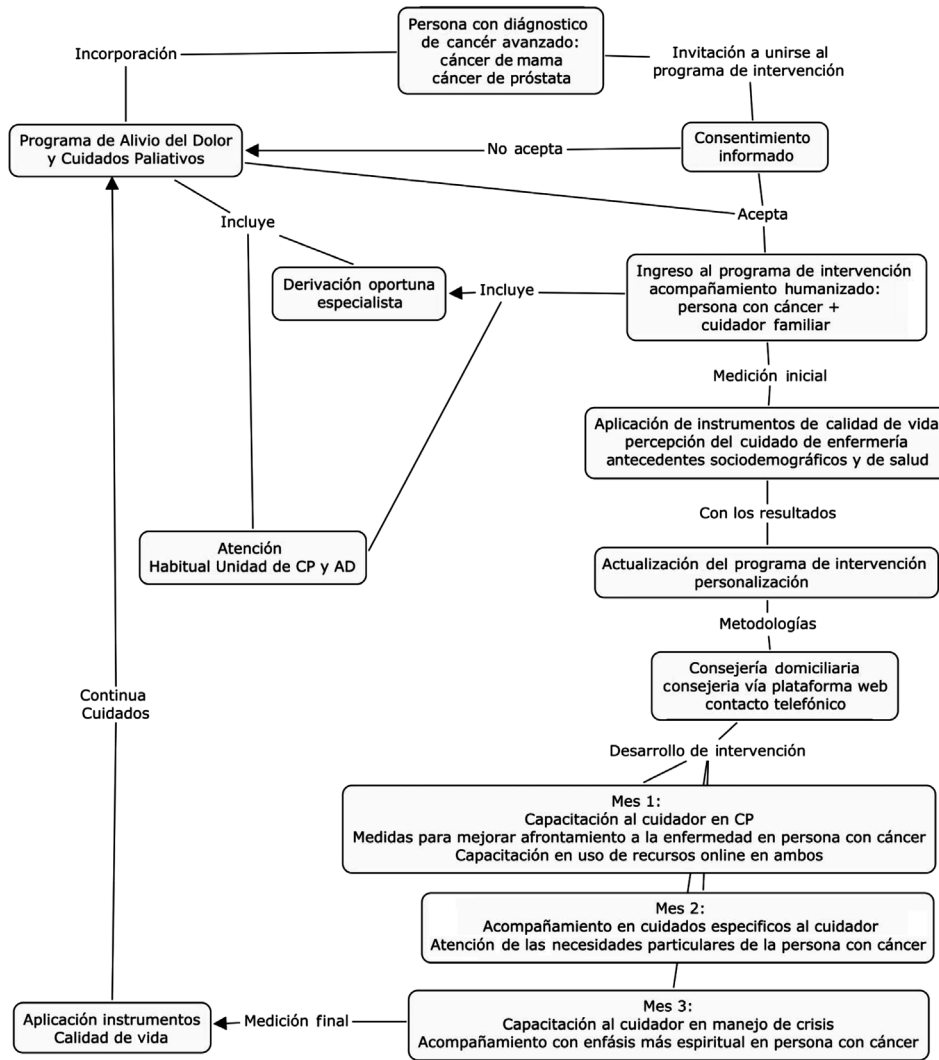 Persona con diágnostico
de cancér avanzado:
cáncer de mama
cáncer de próstata
Incorporación
Invitación a unirse al
programa de intervención
Programa de Alivio del Dolor
y Cuidados Paliativos
No acepta
Consentimiento
informado
Acepta
Incluye
Derivación oportuna
especialista
Incluye
Ingreso al programa de intervención
acompañamiento humanizado:
persona con cáncer +
cuidador familiar
Medición inicial
Aplicación de instrumentos de calidad de vida
percepción del cuidado de enfermería
antecedentes sociodemográficos y de salud
Con los resultados
Atención
Habitual Unidad de CP y AD
Actualización del programa de intervención
personalización
Metodologías
Consejería domiciliaria
consejeria vía plataforma web
contacto telefónico
Continua
Cuidados
Desarrollo de intervención
Mes 1:
Capacitación al cuidador en CP
Medidas para mejorar afrontamiento a la enfermedad en persona con cáncer
Capacitación en uso de recursos online en ambos
Mes 2:
Acompañamiento en cuidados especificos al cuidador
Atención de las necesidades particulares de la persona con cáncer
Mes 3:
Capacitación al cuidador en manejo de crisis
Acompañamiento con enfásis más espiritual en persona con cáncer
Medición final
Aplicación instrumentos
Calidad de vida